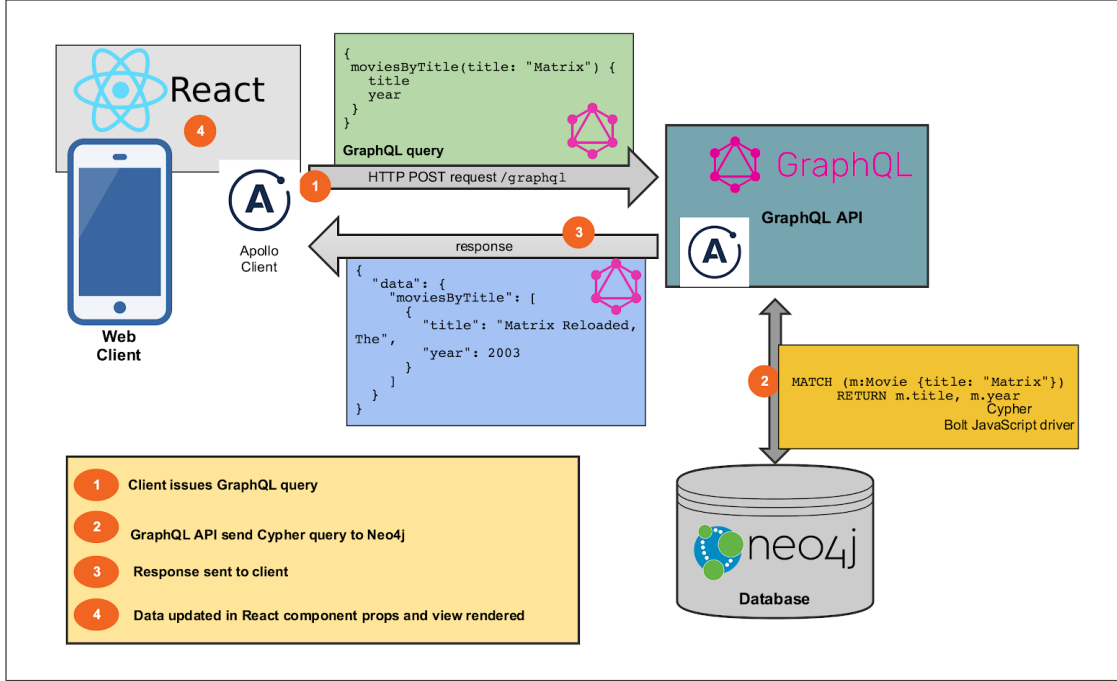 React
4
{
moviesByTitle(title: "Matrix") {
title
year
}
}
GraphQL query
1
HTTP POST request /graphql
GraphQL
GraphQL API
A
A
Apollo
Client
3
response
{
"data": {
"moviesByTitle": [
{
"title": "Matrix Reloaded,
The",
"year": 2003
}
]
}
}
Web
Client
2
MATCH (m:Movie {title: "Matrix"})
RETURN m.title, m.year
Cypher
Bolt JavaScript driver
1 Client issues GraphQL query
2 GraphQL API send Cypher query to Neo4j
3 Response sent to client
4 Data updated in React component props and view rendered
neo4j
Database